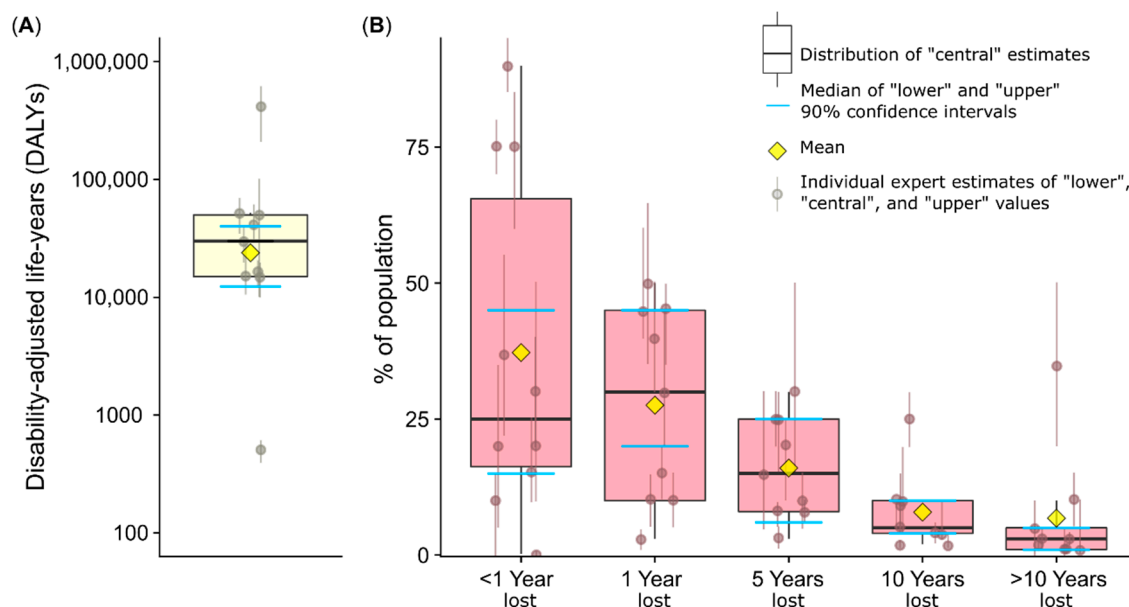 (A)
Disability-adjusted life-years (DALYs)
1,000,000
100,000
10,000
1000
100
(B)
% of population
75
50
25
0
<1 Year
lost
1 Year
lost
5 Years
lost
10 Years
lost
>10 Years
lost
Distribution of "central" estimates
Median of "lower" and "upper"
90% confidence intervals
Mean
Individual expert estimates of "lower",
"central", and "upper" values